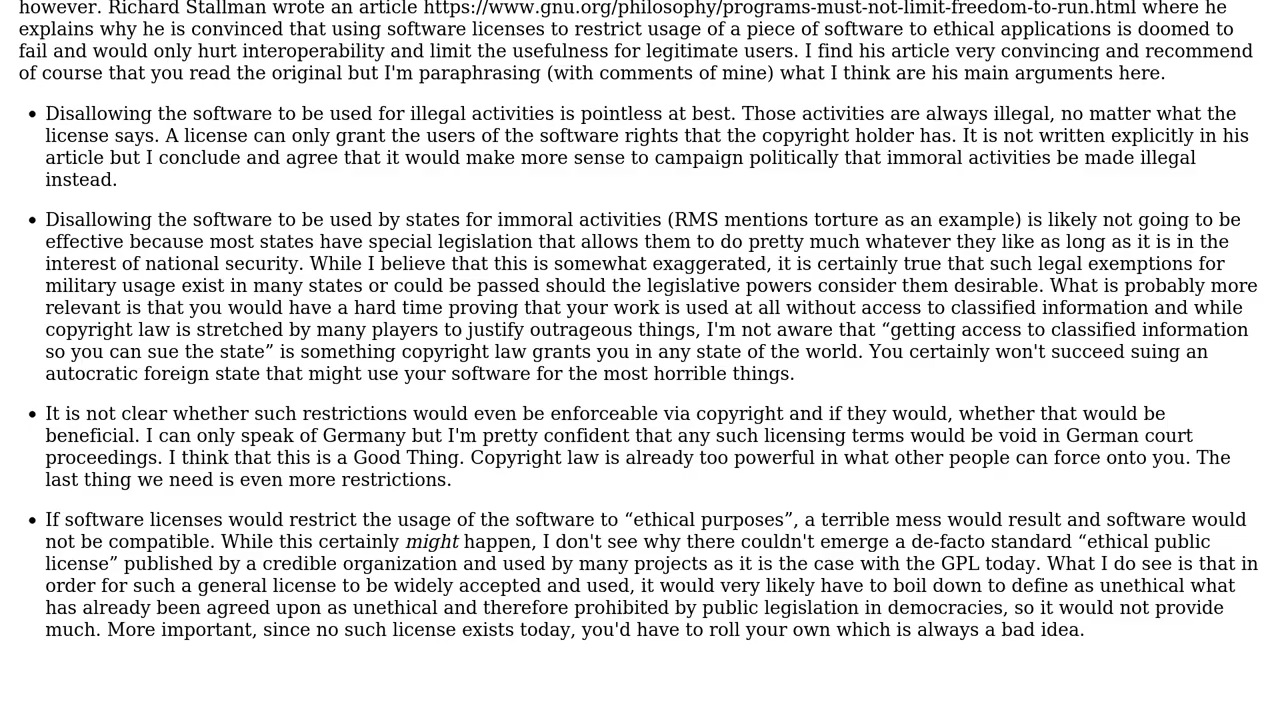 however. Richard Stallman wrote an article https://www.gnu.org/philosophy/programs-must-not-limit-freedom-to-run.html where he
explains why he is convinced that using software licenses to restrict usage of a piece of software to ethical applications is doomed to
fail and would only hurt interoperability and limit the usefulness for legitimate users. I find his article very convincing and recommend
of course that you read the original but I'm paraphrasing (with comments of mine) what I think are his main arguments here.
• Disallowing the software to be used for illegal activities is pointless at best. Those activities are always illegal, no matter what the
license says. A license can only grant the users of the software rights that the copyright holder has. It is not written explicitly in his
article but I conclude and agree that it would make more sense to campaign politically that immoral activities be made illegal
instead.
• Disallowing the software to be used by states for immoral activities (RMS mentions torture as an example) is likely not going to be
effective because most states have special legislation that allows them to do pretty much whatever they like as long as it is in the
interest of national security. While I believe that this is somewhat exaggerated, it is certainly true that such legal exemptions for
military usage exist in many states or could be passed should the legislative powers consider them desirable. What is probably more
relevant is that you would have a hard time proving that your work is used at all without access to classified information and while
copyright law is stretched by many players to justify outrageous things, I'm not aware that “getting access to classified information
so you can sue the state” is something copyright law grants you in any state of the world. You certainly won't succeed suing an
autocratic foreign state that might use your software for the most horrible things.
• It is not clear whether such restrictions would even be enforceable via copyright and if they would, whether that would be
beneficial. I can only speak of Germany but I'm pretty confident that any such licensing terms would be void in German court
proceedings. I think that this is a Good Thing. Copyright law is already too powerful in what other people can force onto you. The
last thing we need is even more restrictions.
• If software licenses would restrict the usage of the software to “ethical purposes”, a terrible mess would result and software would
not be compatible. While this certainly might happen, I don't see why there couldn't emerge a de-facto standard “ethical public
license” published by a credible organization and used by many projects as it is the case with the GPL today. What I do see is that in
order for such a general license to be widely accepted and used, it would very likely have to boil down to define as unethical what
has already been agreed upon as unethical and therefore prohibited by public legislation in democracies, so it would not provide
much. More important, since no such license exists today, you'd have to roll your own which is always a bad idea.